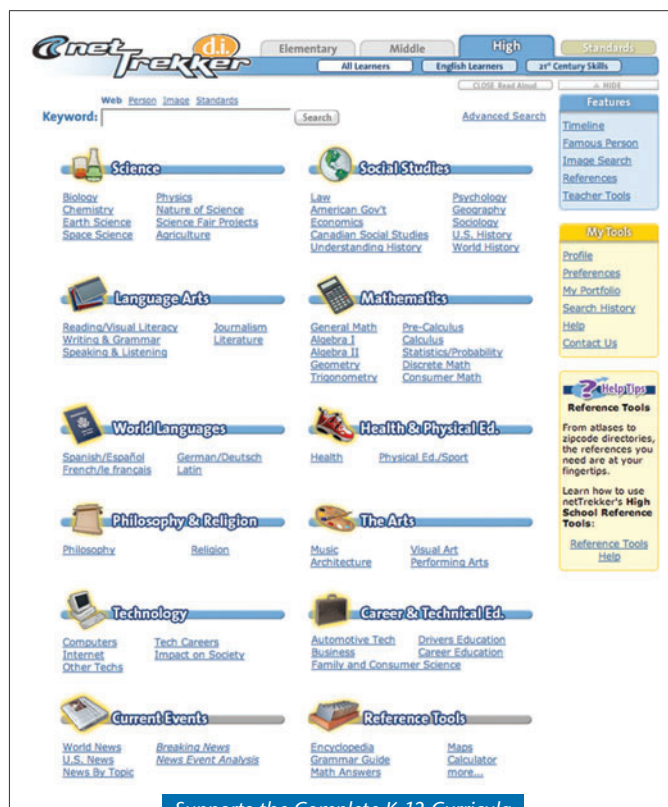 net Trekker d.i.
Elementary Middle High Standards
All Learners English Learners 21st Century Skills
CLOSE Read Aloud HIDE
Web Person Image Standards
Keyword: Search Advanced Search
Features
Timeline
Famous Person
Image Search
References
Teacher Tools
My Tools
Profile
Preferences
My Portfolio
Search History
Help
Contact Us
? Help Tips
Reference Tools
From atlases to
zipcode directories,
the references you
need are at your
fingertips.
Learn how to use
netTrekker's High
School Reference
Tools:
Reference Tools
Help
Science
Biology Physics
Chemistry Nature of Science
Earth Science Science Fair Projects
Space Science Agriculture
Social Studies
Law Psychology
American Gov't Geography
Economics Sociology
Canadian Social Studies U.S. History
Understanding History World History
Language Arts
Reading/Visual Literacy Journalism
Writing & Grammar Literature
Speaking & Listening
Mathematics
General Math Pre-Calculus
Algebra I Calculus
Algebra II Statistics/Probability
Geometry Discrete Math
Trigonometry Consumer Math
World Languages
Spanish/Español German/Deutsch
French/le francais Latin
Health & Physical Ed.
Health Physical Ed./Sport
Philosophy & Religion
Philosophy Religion
The Arts
Music Visual Art
Architecture Performing Arts
Technology
Computers Tech Careers
Internet Impact on Society
Other Techs
Career & Technical Ed.
Automotive Tech Drivers Education
Business Career Education
Family and Consumer Science
Current Events
World News Breaking News
U.S. News News Event Analysis
News By Topic
Reference Tools
Encyclopedia Maps
Grammar Guide Calculator
Math Answers more...
Supports the Complete K-12 Curricula